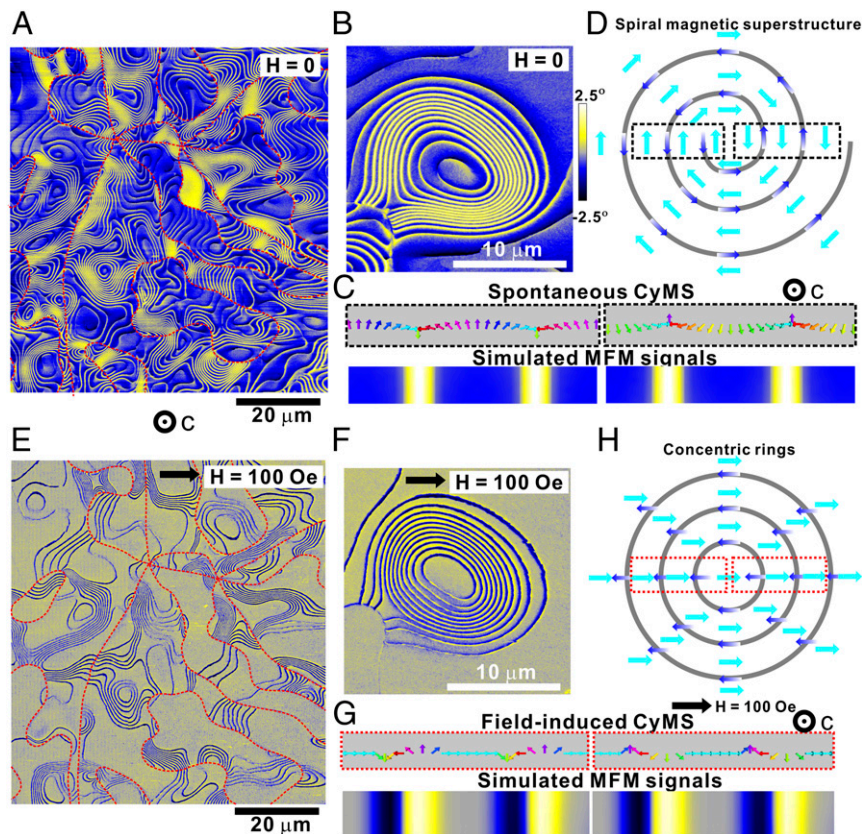 A
H = 0
20 μm
B
H = 0
2.5°
-2.5°
10 μm
D
Spiral magnetic superstructure
C
Spontaneous CyMS
C
Simulated MFM signals
C
E
H = 100 Oe
20 μm
F
H = 100 Oe
10 μm
H
Concentric rings
H = 100 Oe
G
Field-induced CyMS
C
Simulated MFM signals